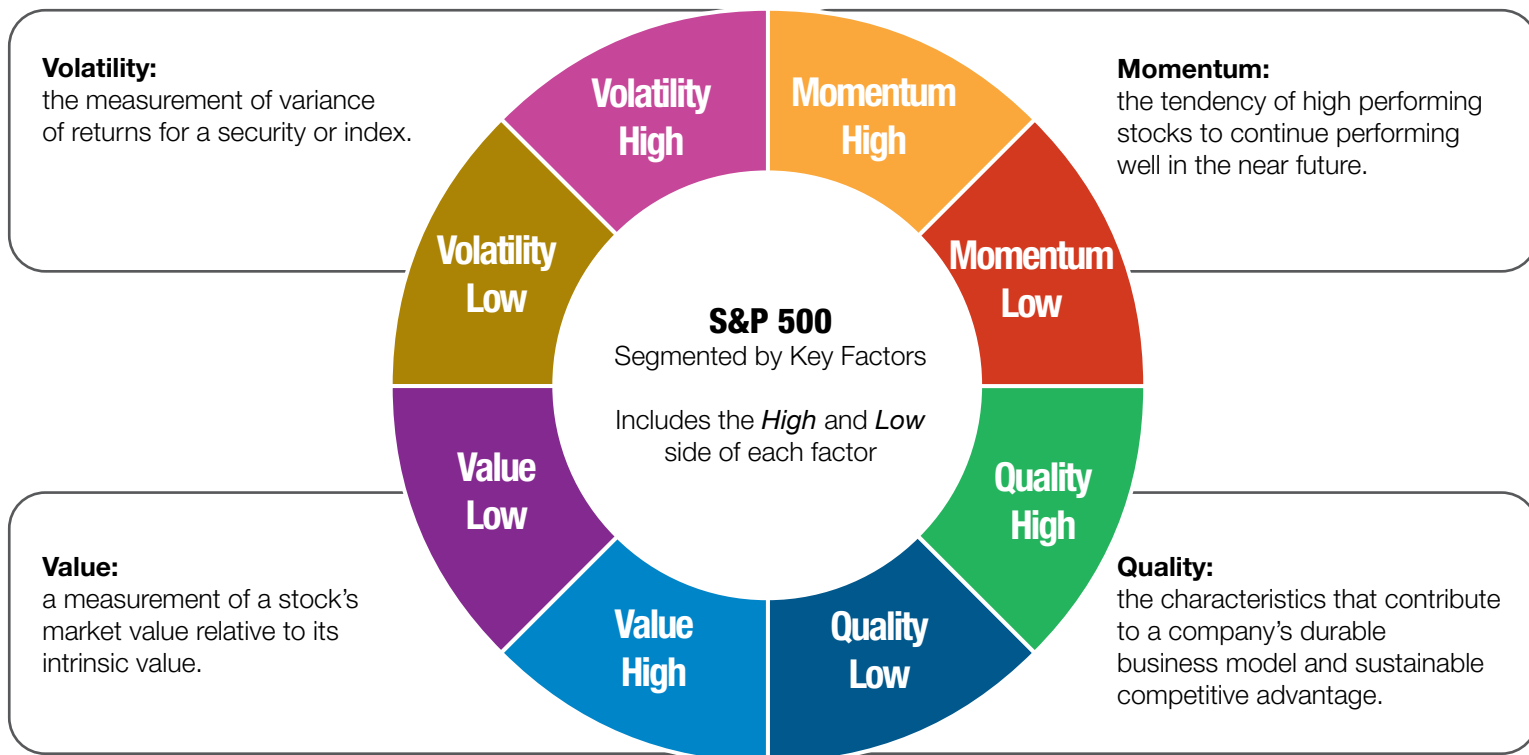 Volatility:
the measurement of variance
of returns for a security or index.
Momentum:
the tendency of high performing
stocks to continue performing
well in the near future.
Volatility
High
Momentum
High
Volatility
Low
Momentum
Low
S&P 500
Segmented by Key Factors
Includes the High and Low
side of each factor
Value
Low
Quality
High
Value
High
Quality
Low
Value:
a measurement of a stock’s
market value relative to its
intrinsic value.
Quality:
the characteristics that contribute
to a company’s durable
business model and sustainable
competitive advantage.